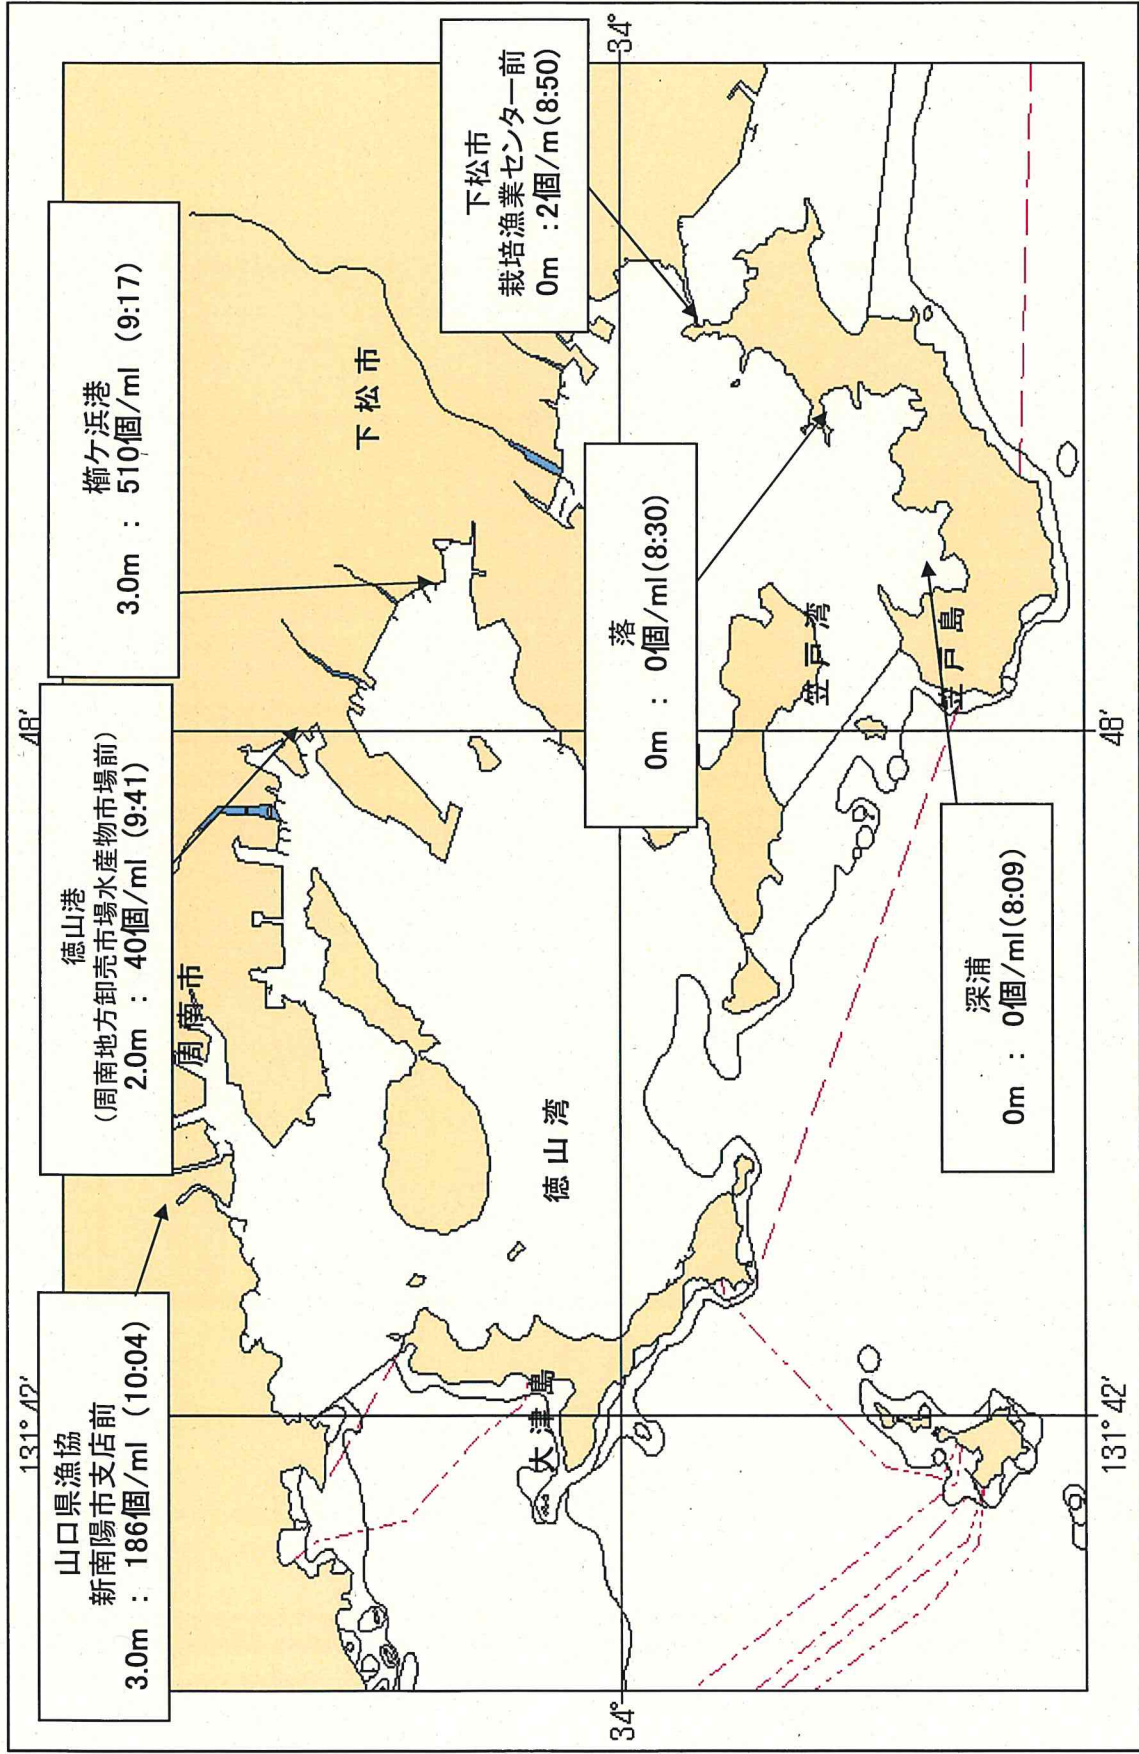 131° 42′
48′
山口県漁協
新南陽市支店前
3.0m : 186個/ml (10:04)
徳山港
(周南地方卸売市場水産物市場前)
2.0m : 40個/ml (9:41)
櫛ケ浜港
3.0m : 510個/ml (9:17)
下松市
栽培漁業センター前
0m :2個/m(8:50)
落
0m : 0個/ml(8:30)
深浦
0m : 0個/ml(8:09)
周南市
下松市
徳山湾
笠戸湾
大津島
笠戸島
34°
34°
131° 42′
48′